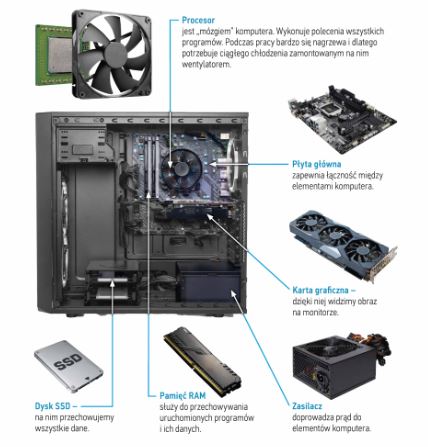 Procesor
jest „mózgiem" komputera. Wykonuje polecenia wszystkich
programów. Podczas pracy bardzo się nagrzewa i dlatego
potrzebuje ciągłego chłodzenia zamontowanym na nim
wentylatorem.
Płyta główna
zapewnia łączność między
elementami komputera.
Karta graficzna –
dzięki niej widzimy obraz
na monitorze.
SSD
Dysk SSD –
na nim przechowujemy
wszystkie dane.
Pamięć RAM
służy do przechowywania
uruchomionych programów
i ich danych.
Zasilacz
doprowadza prąd do
elementów komputera.